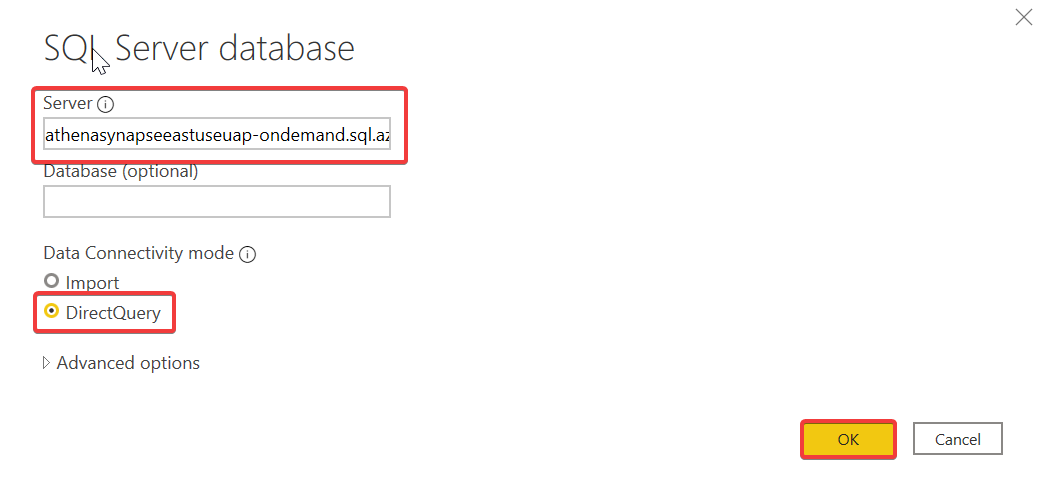 SQL Server database
Server
athenasynapseeastuseuap-ondemand.sql.az
Database (optional)
Data Connectivity mode
Import
DirectQuery
Advanced options
OK Cancel